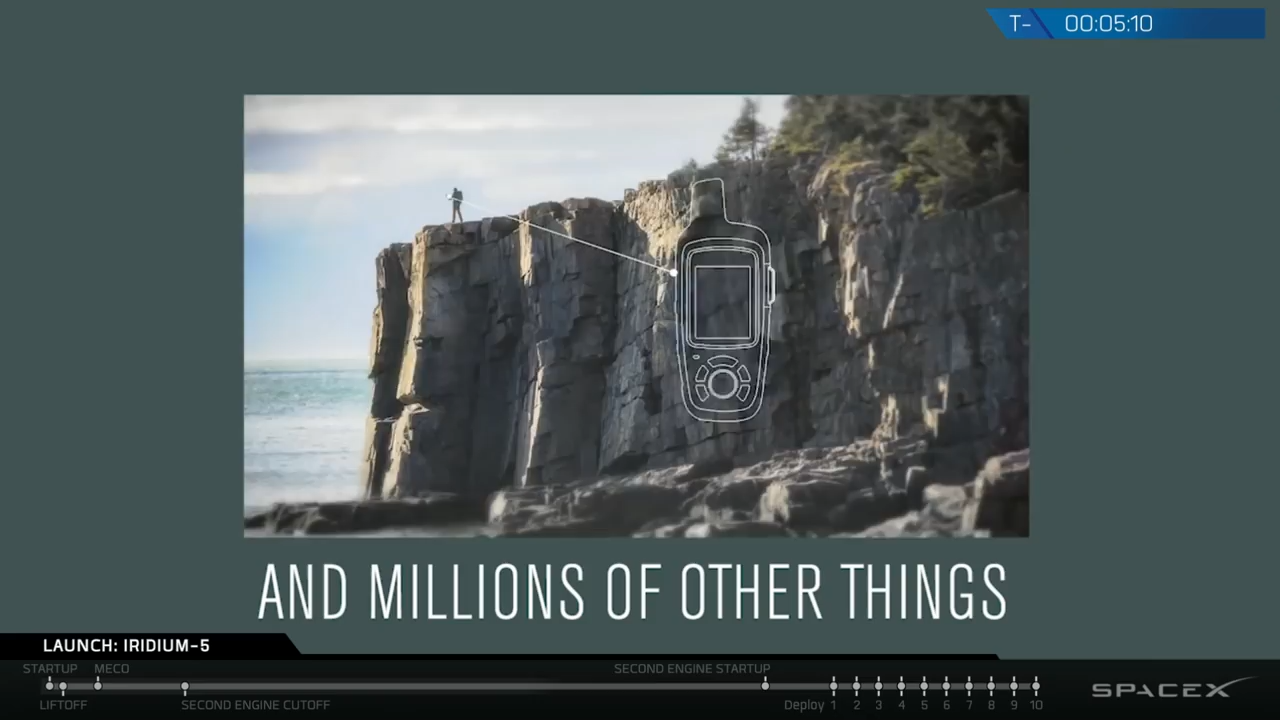 T- 00:05:10
AND MILLIONS OF OTHER THINGS
LAUNCH: IRIDIUM-5
STARTUP MECO SECOND ENGINE STARTUP
LIFTOFF SECOND ENGINE CUTOFF Deploy 1 2 3 4 5 6 7 8 9 10
SPACEX